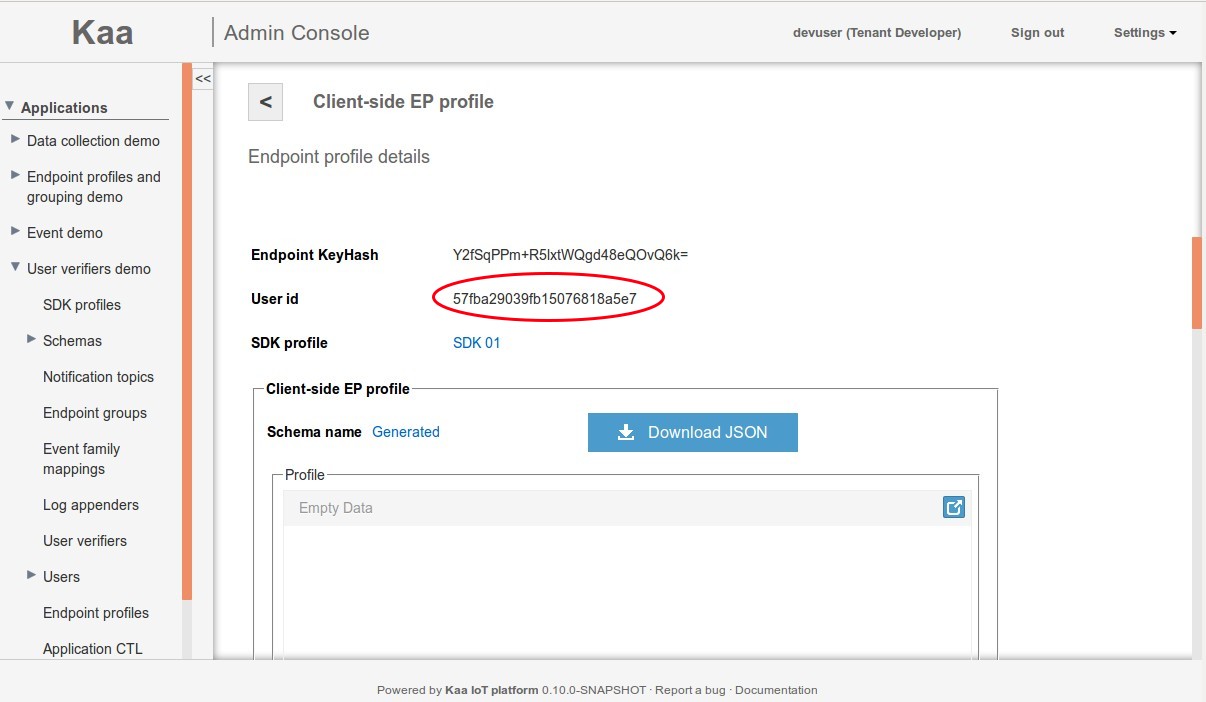 Kaa
Admin Console
devuser (Tenant Developer)
Sign out
Settings
<<
Applications
Data collection demo
Endpoint profiles and
grouping demo
Event demo
User verifiers demo
SDK profiles
Schemas
Notification topics
Endpoint groups
Event family
mappings
Log appenders
User verifiers
Users
Endpoint profiles
Application CTL
<
Client-side EP profile
Endpoint profile details
Endpoint KeyHash Y2fSqPPm+R5lxtWQgd48eQOvQ6k=
User id 57fba29039fb15076818a5e7
SDK profile SDK 01
Client-side EP profile
Schema name Generated
Download JSON
Profile
Empty Data
Powered by Kaa IoT platform 0.10.0-SNAPSHOT · Report a bug · Documentation